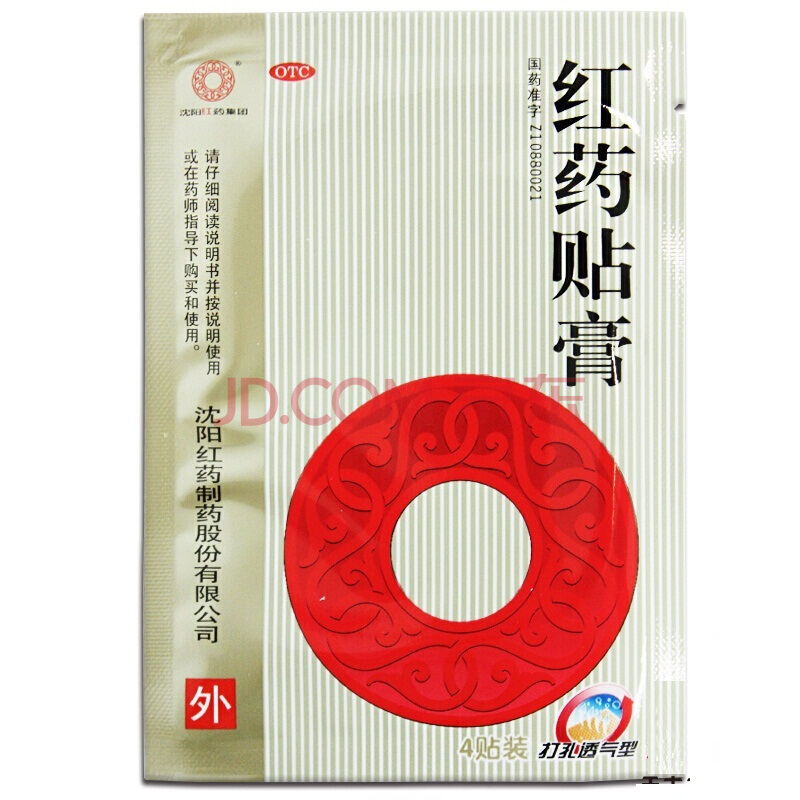 沈阳红药集团
OTC
国药准字 Z10880021
红药贴膏
请仔细阅读说明书并按说明使用
或在药师指导下购买和使用。
JD.COM 京东
沈阳红药制药股份有限公司
外
4贴装
打孔透气型